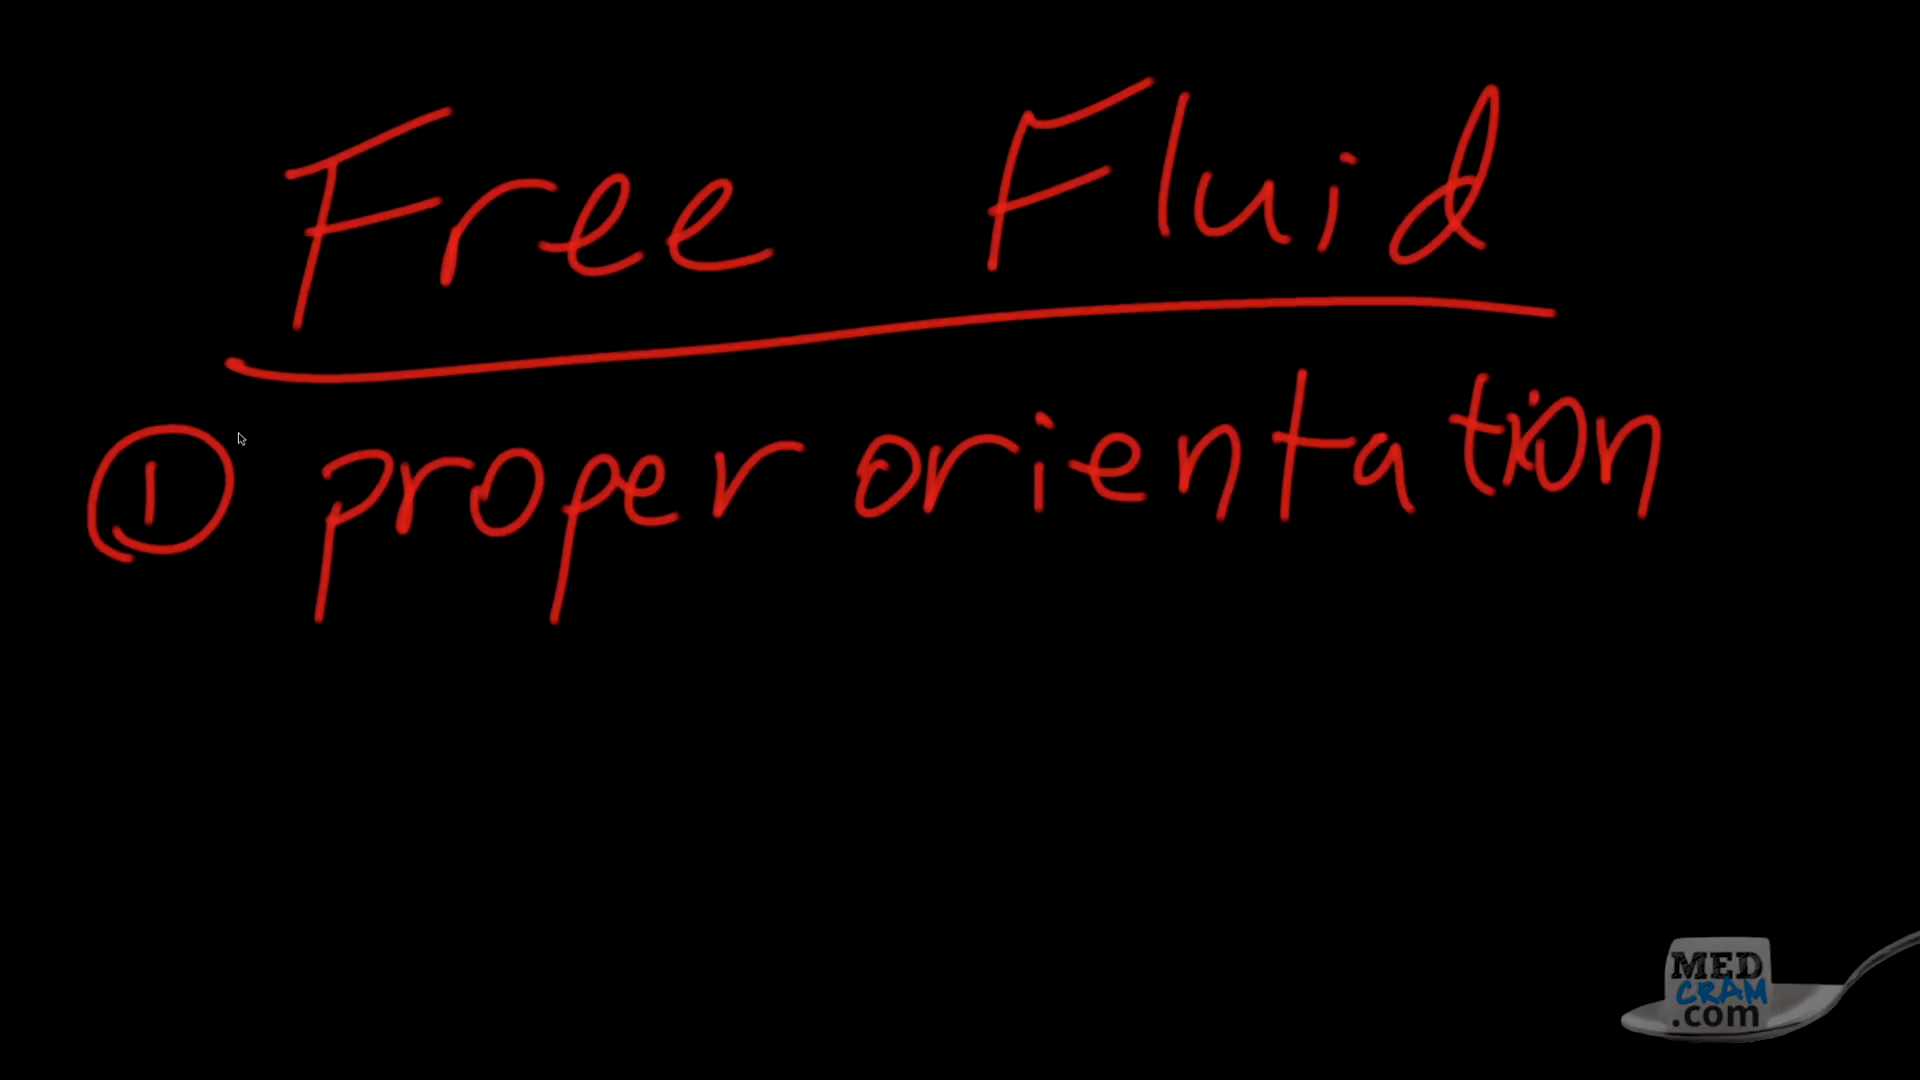 Free Fluid
① proper orientation
MED
CRAM
.com